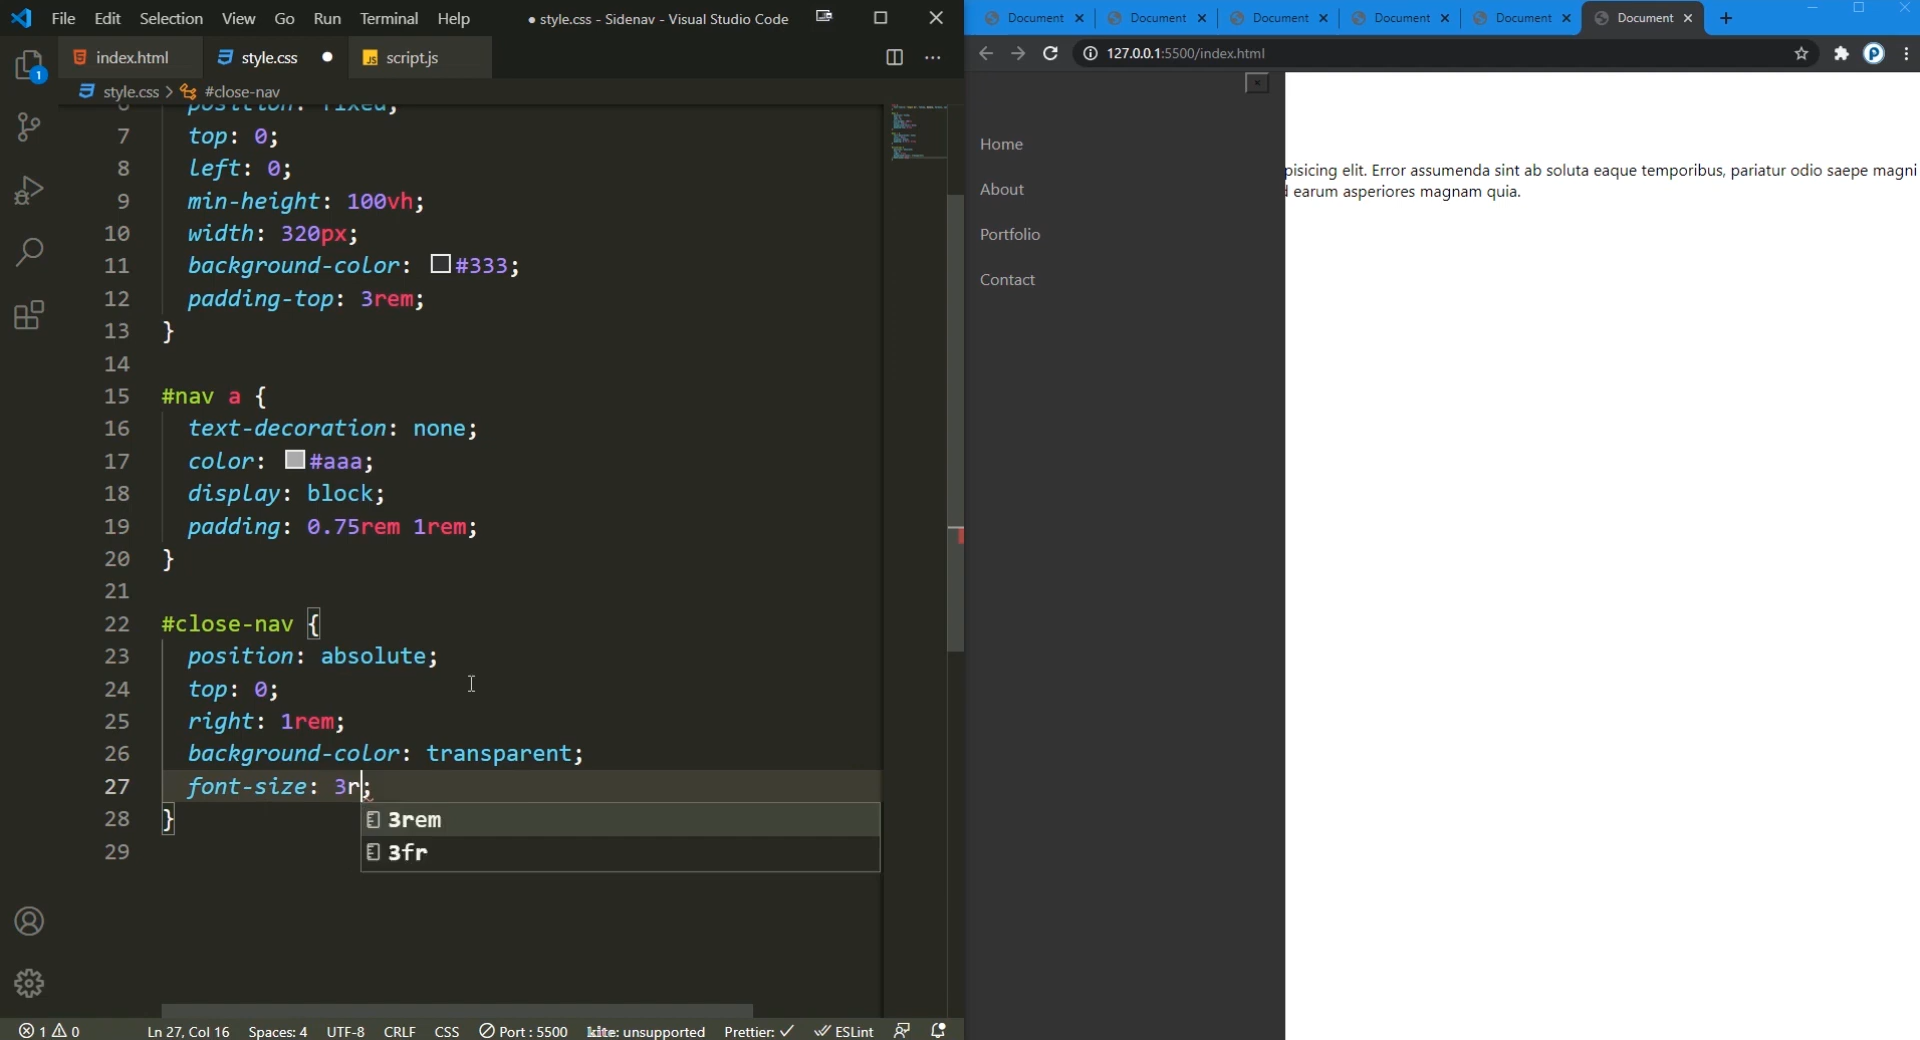 File Edit Selection View Go Run Terminal Help
● style.css - Sidenav - Visual Studio Code
index.html style.css ● script.js
style.css > #close-nav
6 position: fixed;
7 top: 0;
8 left: 0;
9 min-height: 100vh;
10 width: 320px;
11 background-color: #333;
12 padding-top: 3rem;
13 }
14
15 #nav a {
16 text-decoration: none;
17 color: #aaa;
18 display: block;
19 padding: 0.75rem 1rem;
20 }
21
22 #close-nav {
23 position: absolute;
24 top: 0;
25 right: 1rem;
26 background-color: transparent;
27 font-size: 3r;
28 }
3rem
3fr
29
1
1 0 Ln 27, Col 16 Spaces: 4 UTF-8 CRLF CSS Port : 5500 kite: unsupported Prettier: ✓ ESLint
Document × Document × Document × Document × Document × Document × +
127.0.0.1:5500/index.html
P
×
Home
About
Portfolio
Contact
pisicing elit. Error assumenda sint ab soluta eaque temporibus, pariatur odio saepe magni
d earum asperiores magnam quia.